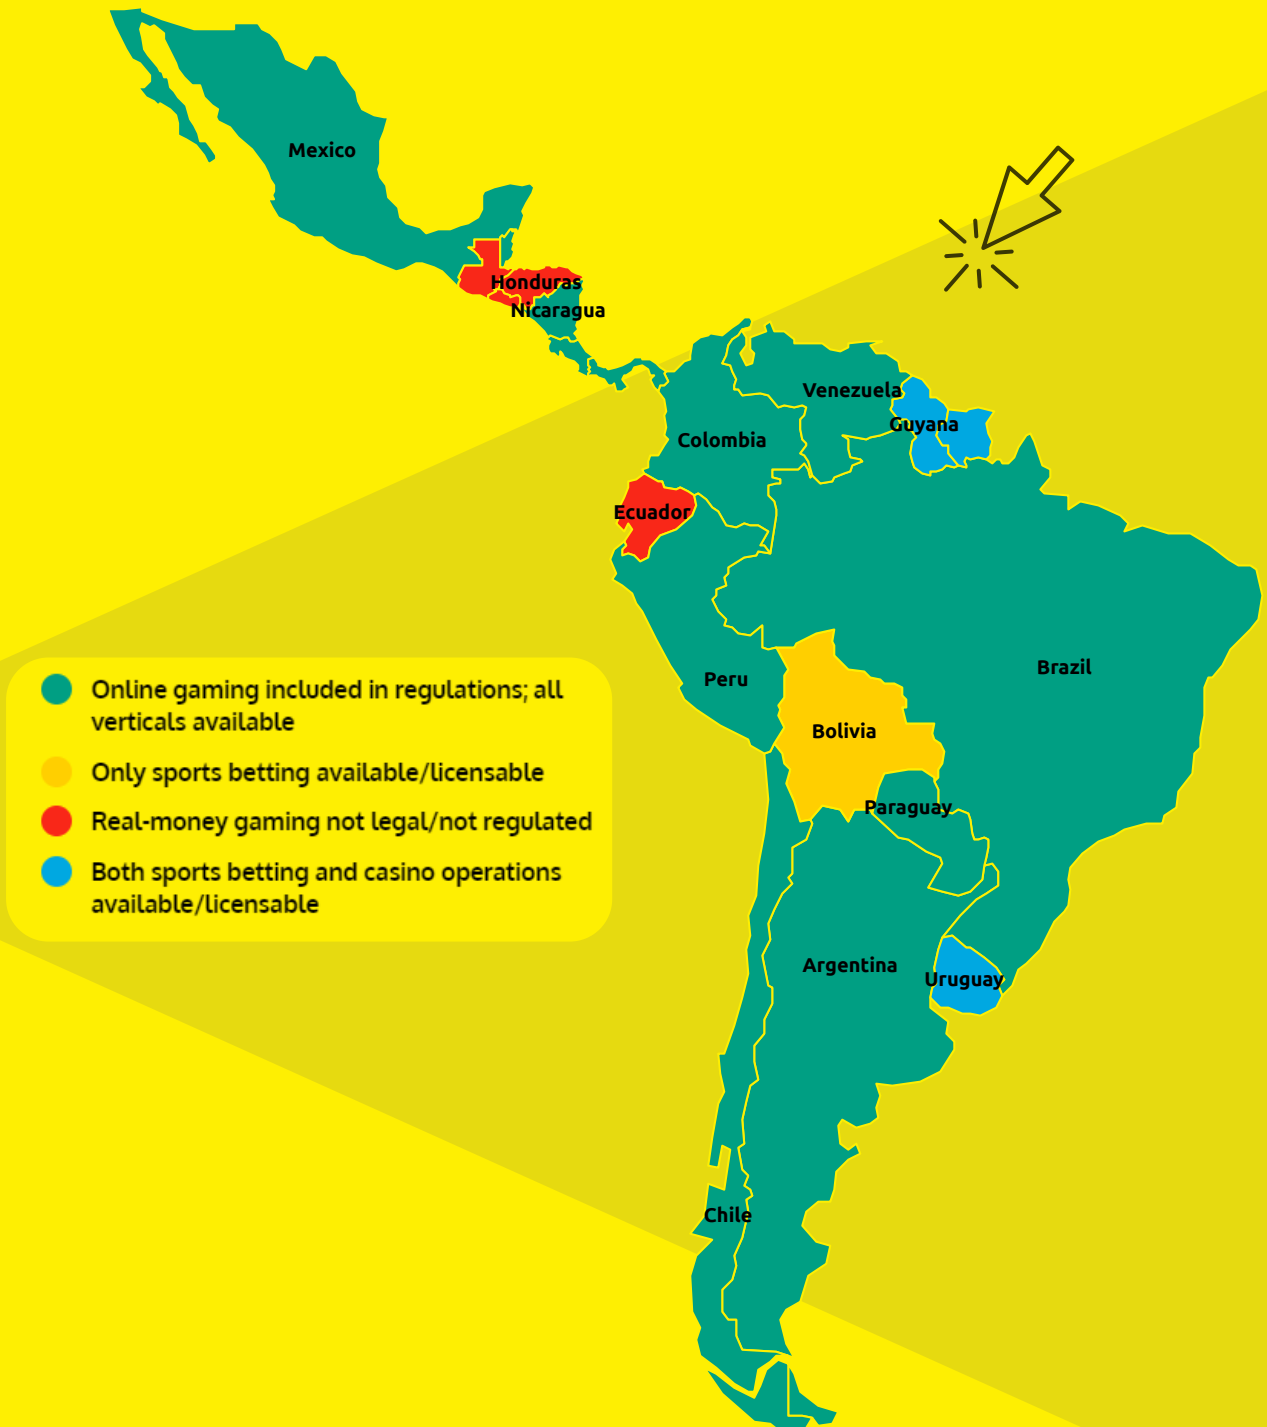 Mexico
Honduras
Nicaragua
Venezuela
Guyana
Colombia
Ecuador
Brazil
Peru
Online gaming included in regulations; all
verticals available
Only sports betting available/licensable
Real-money gaming not legal/not regulated
Both sports betting and casino operations
available/licensable
Bolivia
Paraguay
Argentina
Uruguay
Chile